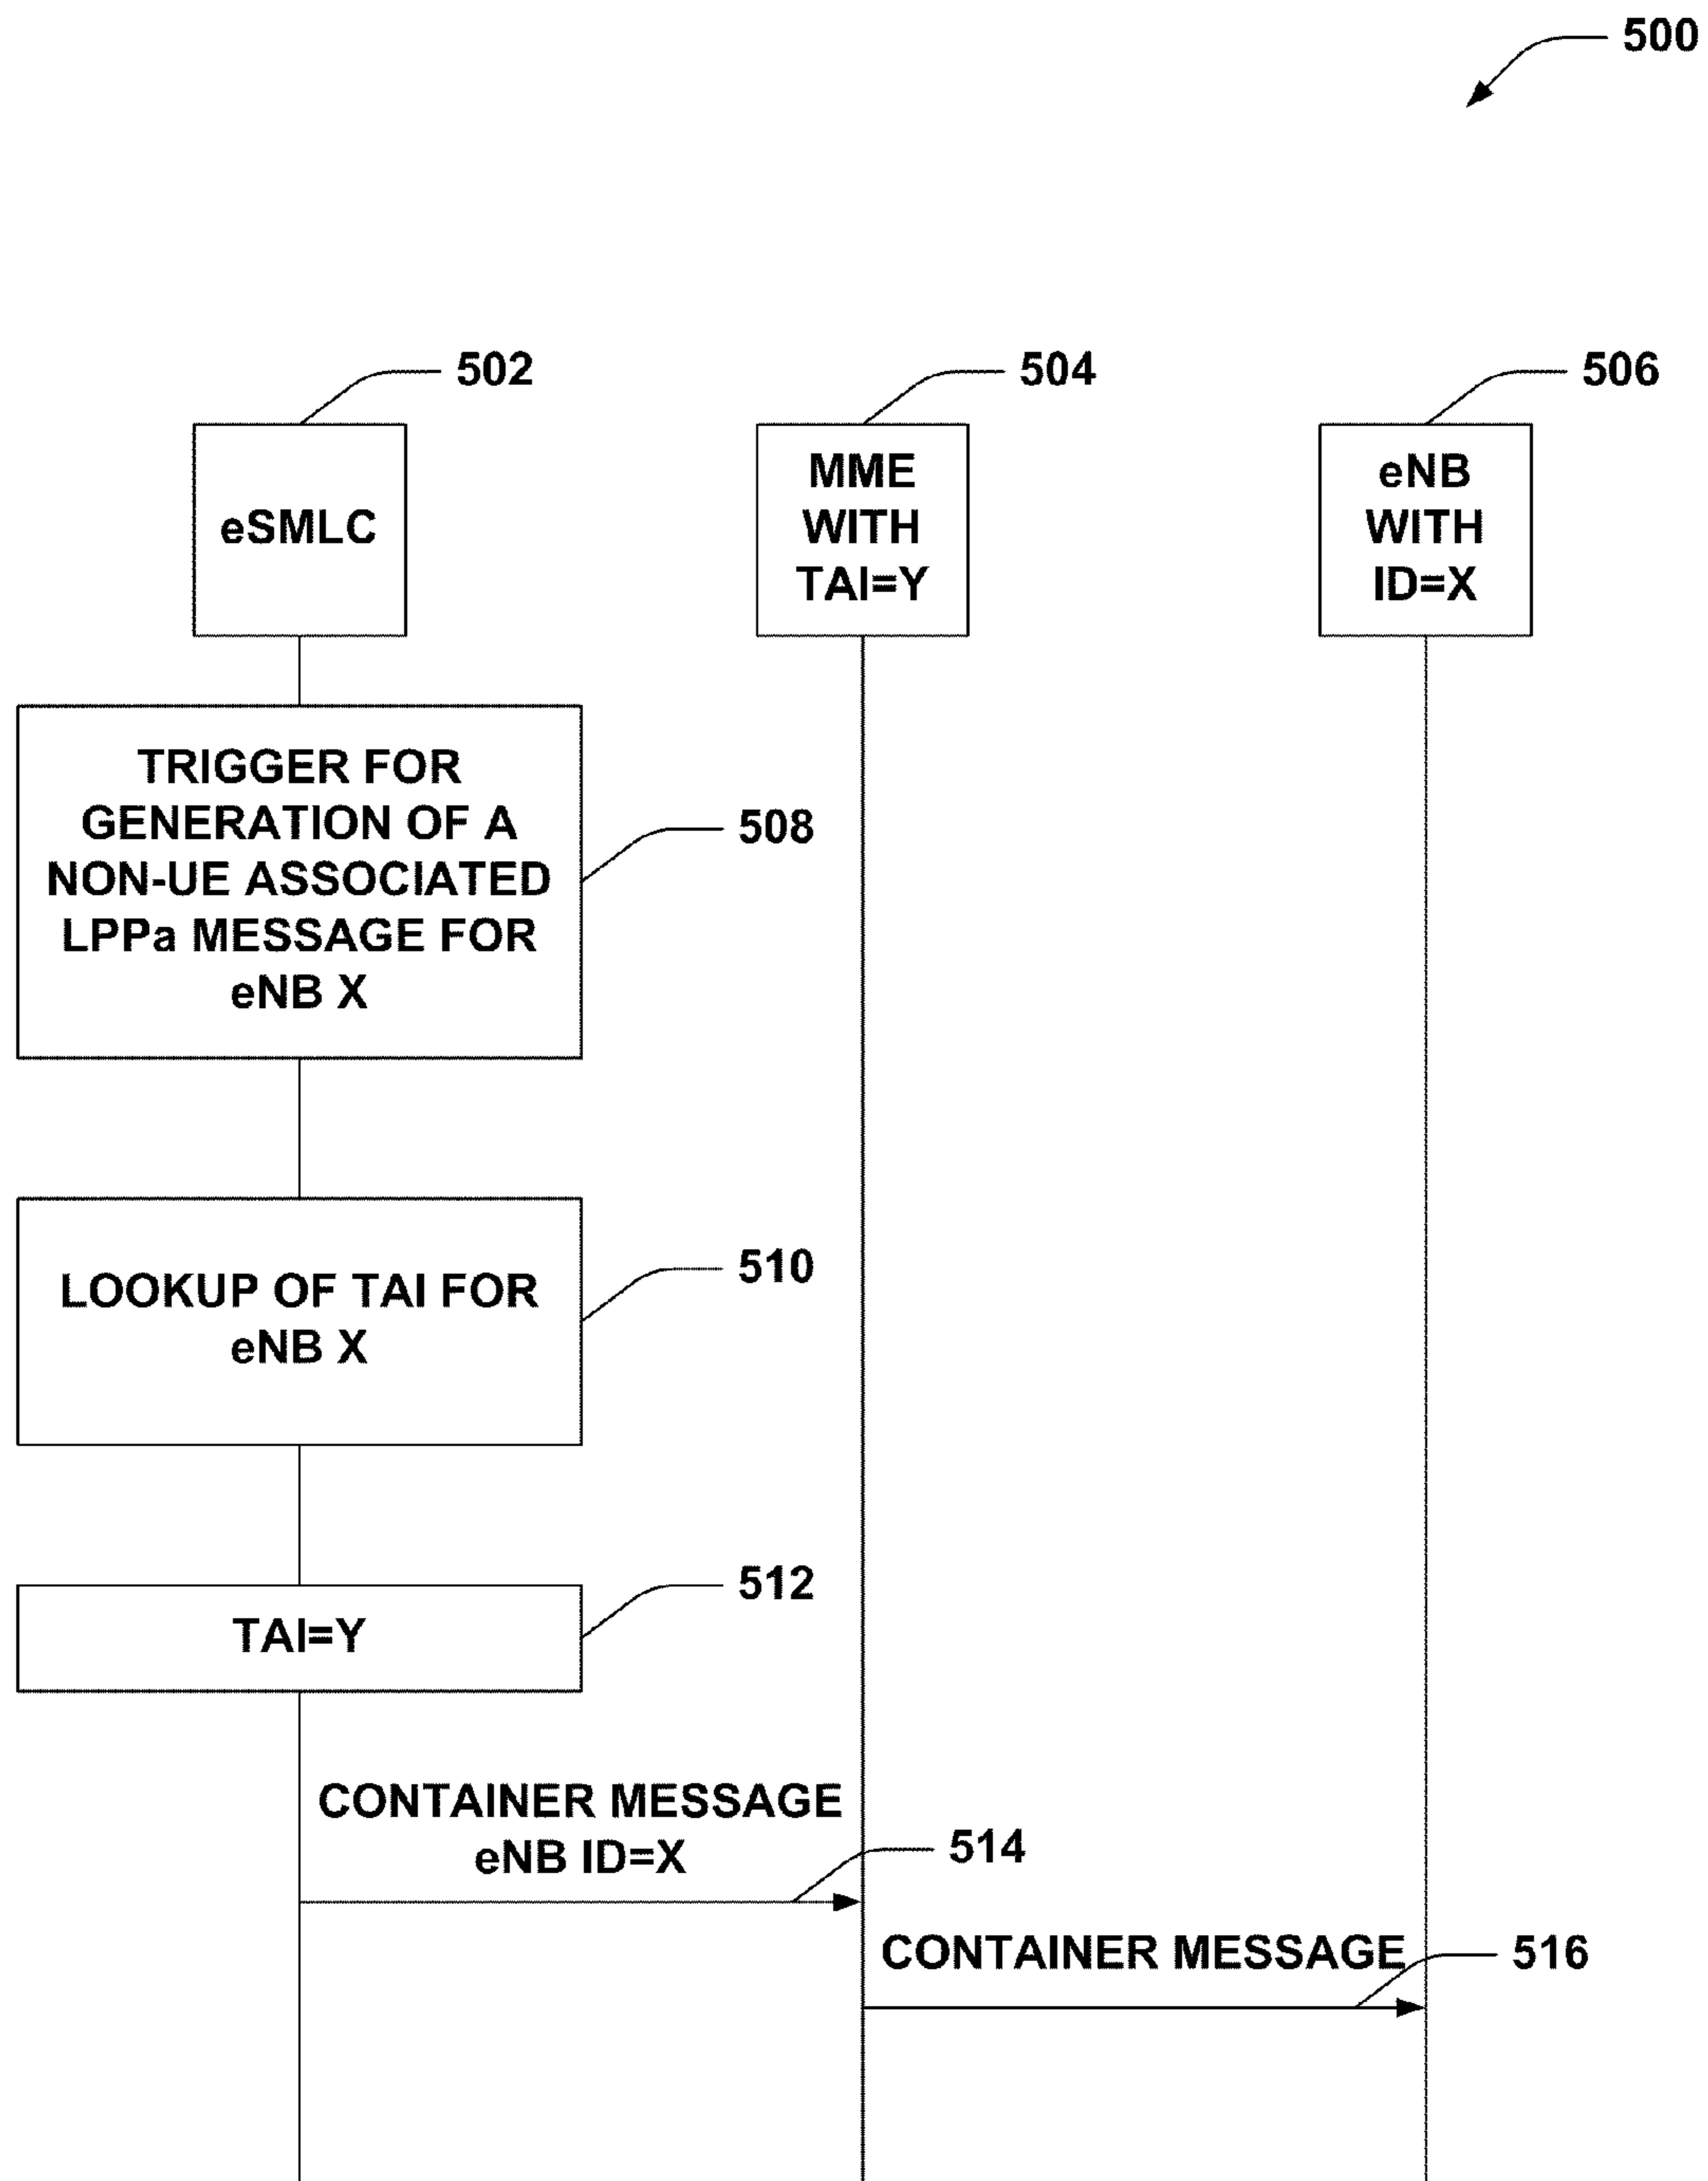 500
502
504
506
eSMLC
MME
WITH
TAI=Y
eNB
WITH
ID=X
TRIGGER FOR
GENERATION OF A
NON-UE ASSOCIATED
LPPa MESSAGE FOR
eNB X
508
LOOKUP OF TAI FOR
eNB X
510
TAI=Y
512
CONTAINER MESSAGE
eNB ID=X
514
CONTAINER MESSAGE
516